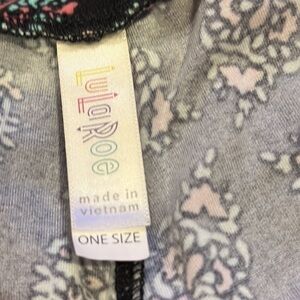 LuLaRoe
made in
vietnam
ONE SIZE